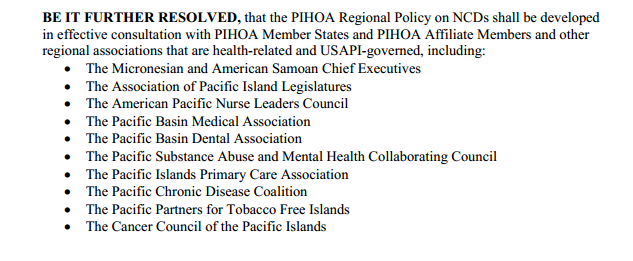 BE IT FURTHER RESOLVED, that the PIHOA Regional Policy on NCDs shall be developed
in effective consultation with PIHOA Member States and PIHOA Affiliate Members and other
regional associations that are health-related and USAPI-governed, including:
• The Micronesian and American Samoan Chief Executives
• The Association of Pacific Island Legislatures
• The American Pacific Nurse Leaders Council
• The Pacific Basin Medical Association
• The Pacific Basin Dental Association
• The Pacific Substance Abuse and Mental Health Collaborating Council
• The Pacific Islands Primary Care Association
• The Pacific Chronic Disease Coalition
• The Pacific Partners for Tobacco Free Islands
• The Cancer Council of the Pacific Islands